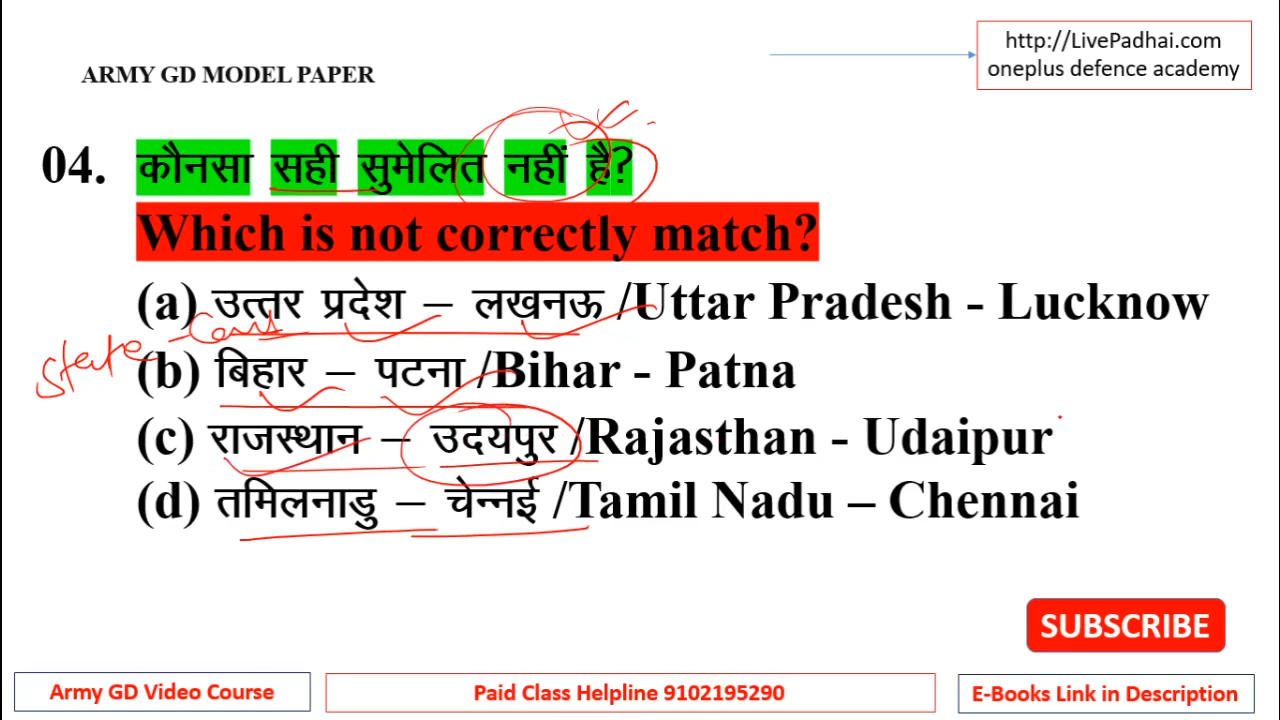 http://LivePadhai.com
oneplus defence academy
ARMY GD MODEL PAPER
04. कौनसा सही सुमेलित नहीं है?
Which is not correctly match?
(a) उत्तर प्रदेश – लखनऊ /Uttar Pradesh - Lucknow
State -
(b) बिहार – पटना /Bihar - Patna
(c) राजस्थान – उदयपुर /Rajasthan - Udaipur
(d) तमिलनाडु – चेन्नई /Tamil Nadu – Chennai
SUBSCRIBE
Army GD Video Course
Paid Class Helpline 9102195290
E-Books Link in Description